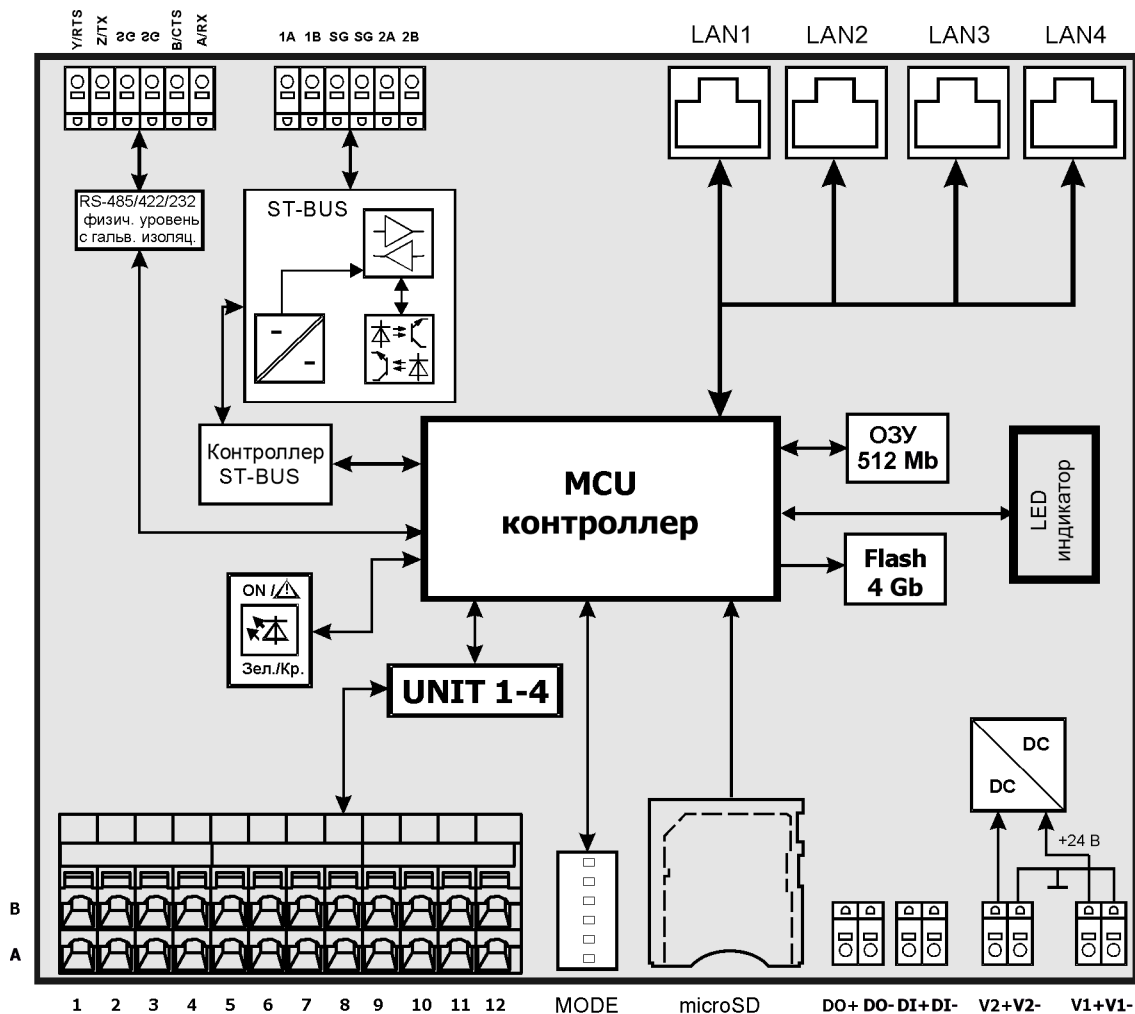 Y/RTS Z/TX SG SG B/CTS A/RX
1A 1B SG SG 2A 2B
LAN1 LAN2 LAN3 LAN4
RS-485/422/232
физич. уровень
с гальв. изоляц.
ST-BUS
Контроллер
ST-BUS
MCU
контроллер
ОЗУ
512 Mb
LED
индикатор
Flash
4 Gb
ON /
Зел./Кр.
UNIT 1-4
DC
DC
+24 В
B
A
1 2 3 4 5 6 7 8 9 10 11 12
MODE
microSD
DO+ DO- DI+ DI- V2+ V2- V1+ V1-